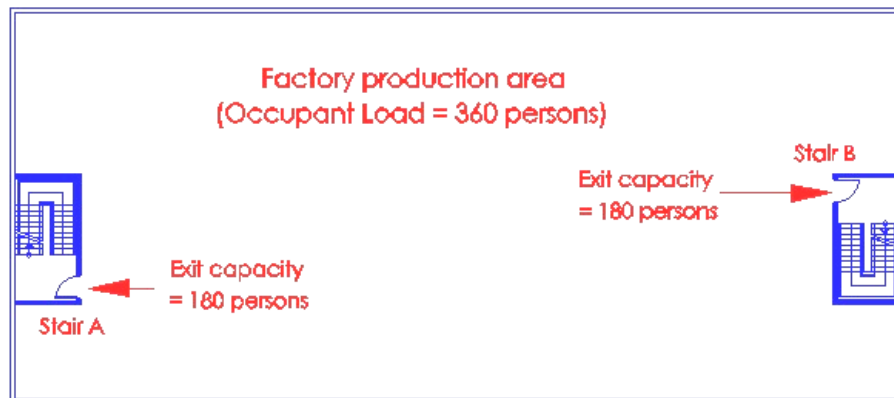 Factory production area
(Occupant Load = 360 persons)
Stair B
Exit capacity
= 180 persons
Exit capacity
= 180 persons
Stair A